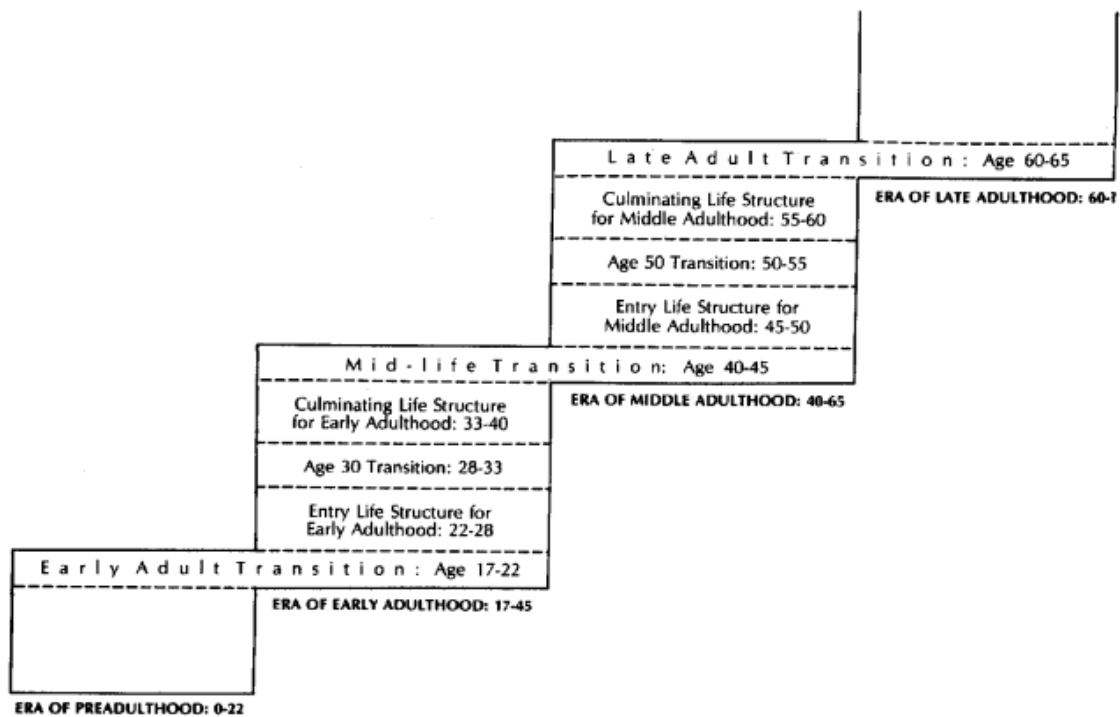 Late Adult Transition: Age 60-65
ERA OF LATE ADULTHOOD: 60-?
Culminating Life Structure
for Middle Adulthood: 55-60
Age 50 Transition: 50-55
Entry Life Structure for
Middle Adulthood: 45-50
Mid-life Transition: Age 40-45
ERA OF MIDDLE ADULTHOOD: 40-65
Culminating Life Structure
for Early Adulthood: 33-40
Age 30 Transition: 28-33
Entry Life Structure for
Early Adulthood: 22-28
Early Adult Transition: Age 17-22
ERA OF EARLY ADULTHOOD: 17-45
ERA OF PREADULTHOOD: 0-22